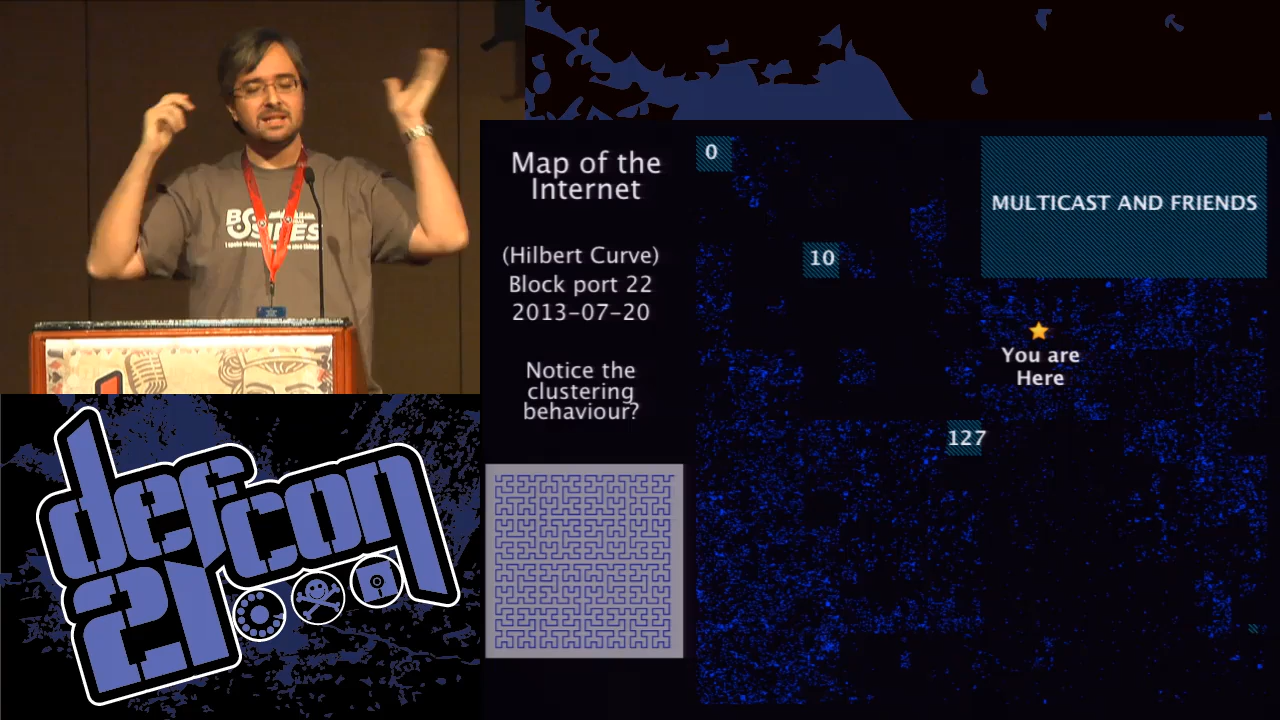 BSIDES
Map of the
Internet
(Hilbert Curve)
Block port 22
2013-07-20
Notice the
clustering
behaviour?
0
MULTICAST AND FRIENDS
10
You are
Here
127
defcon
21